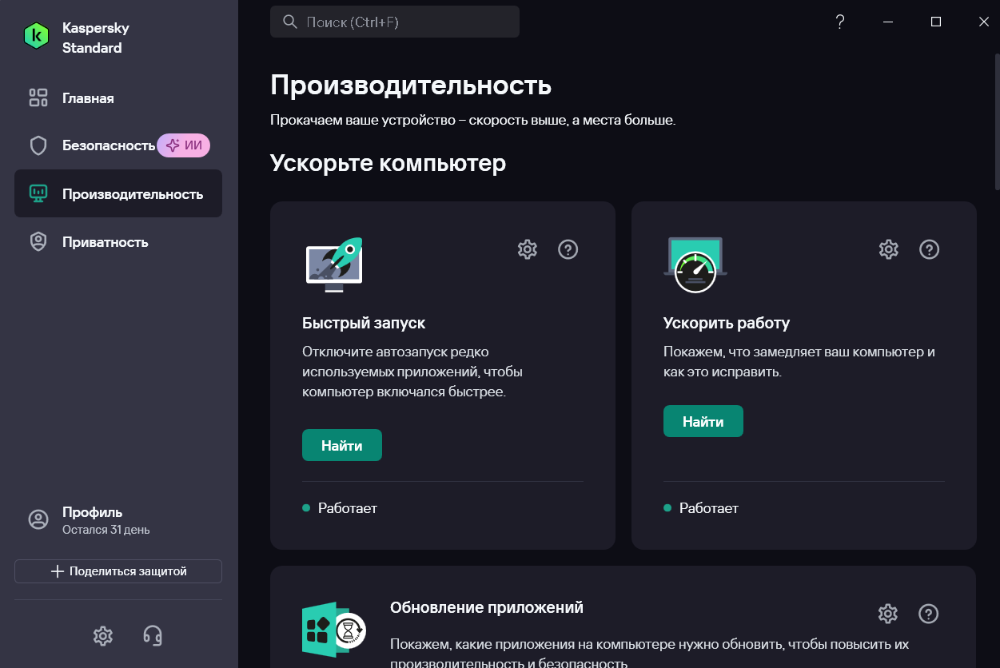 Kaspersky
Standard
Главная
Безопасность ИИ
Производительность
Приватность
Профиль
Остался 31 день
Поделиться защитой
Поиск (Ctrl+F)
Производительность
Прокачаем ваше устройство – скорость выше, а места больше.
Ускорьте компьютер
Быстрый запуск
Отключите автозапуск редко
используемых приложений, чтобы
компьютер включался быстрее.
Найти
Работает
Ускорить работу
Покажем, что замедляет ваш компьютер и
как это исправить.
Найти
Работает
Обновление приложений
Покажем, какие приложения на компьютере нужно обновить, чтобы повысить их
производительность и безопасность